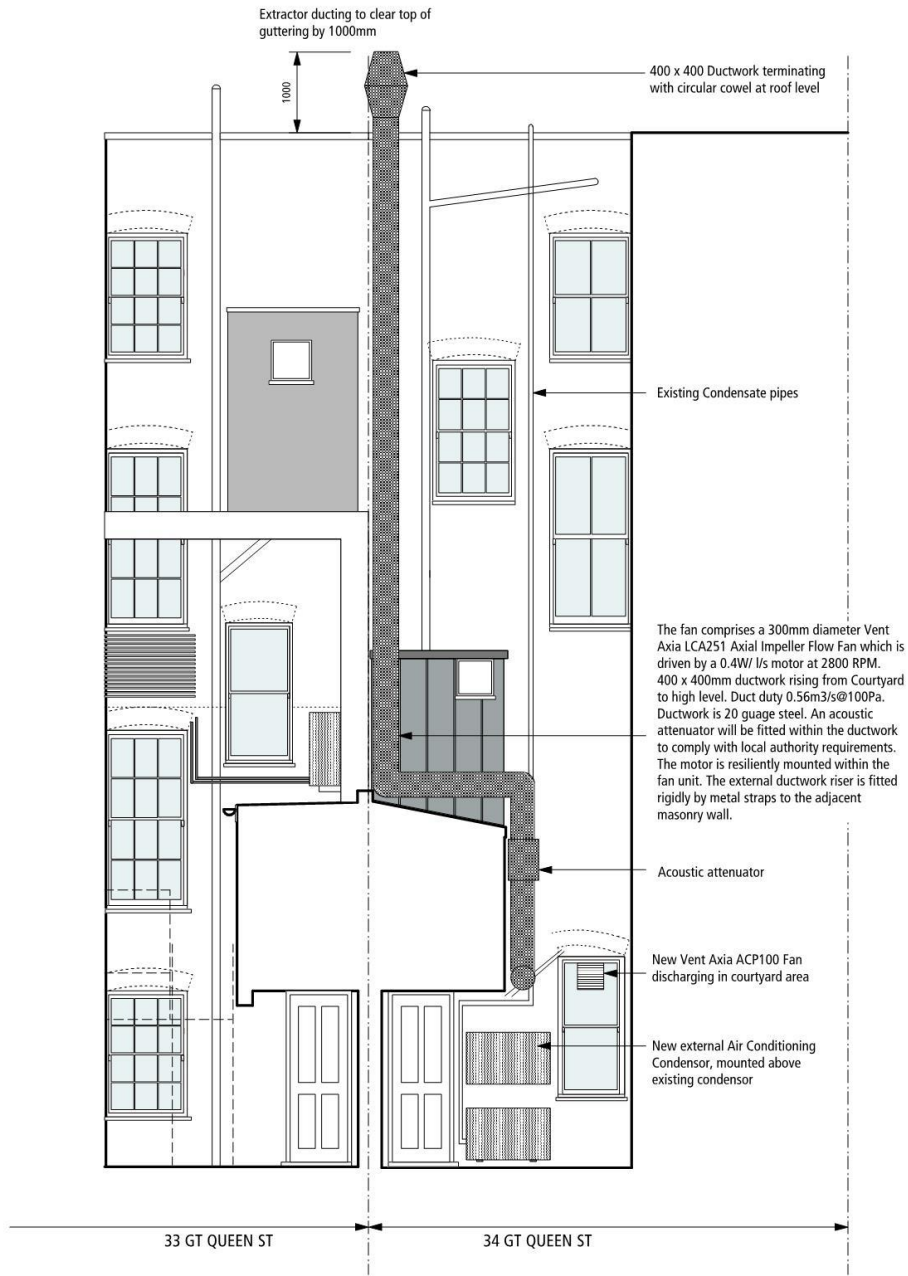 Extractor ducting to clear top of
guttering by 1000mm
400 x 400 Ductwork terminating
with circular cowel at roof level
1000
Existing Condensate pipes
The fan comprises a 300mm diameter Vent
Axia LCA251 Axial Impeller Flow Fan which is
driven by a 0.4W/ l/s motor at 2800 RPM.
400 x 400mm ductwork rising from Courtyard
to high level. Duct duty 0.56m3/s@100Pa.
Ductwork is 20 guage steel. An acoustic
attenuator will be fitted within the ductwork
to comply with local authority requirements.
The motor is resiliently mounted within the
fan unit. The external ductwork riser is fitted
rigidly by metal straps to the adjacent
masonry wall.
Acoustic attenuator
New Vent Axia ACP100 Fan
discharging in courtyard area
New external Air Conditioning
Condensor, mounted above
existing condensor
33 GT QUEEN ST
34 GT QUEEN ST